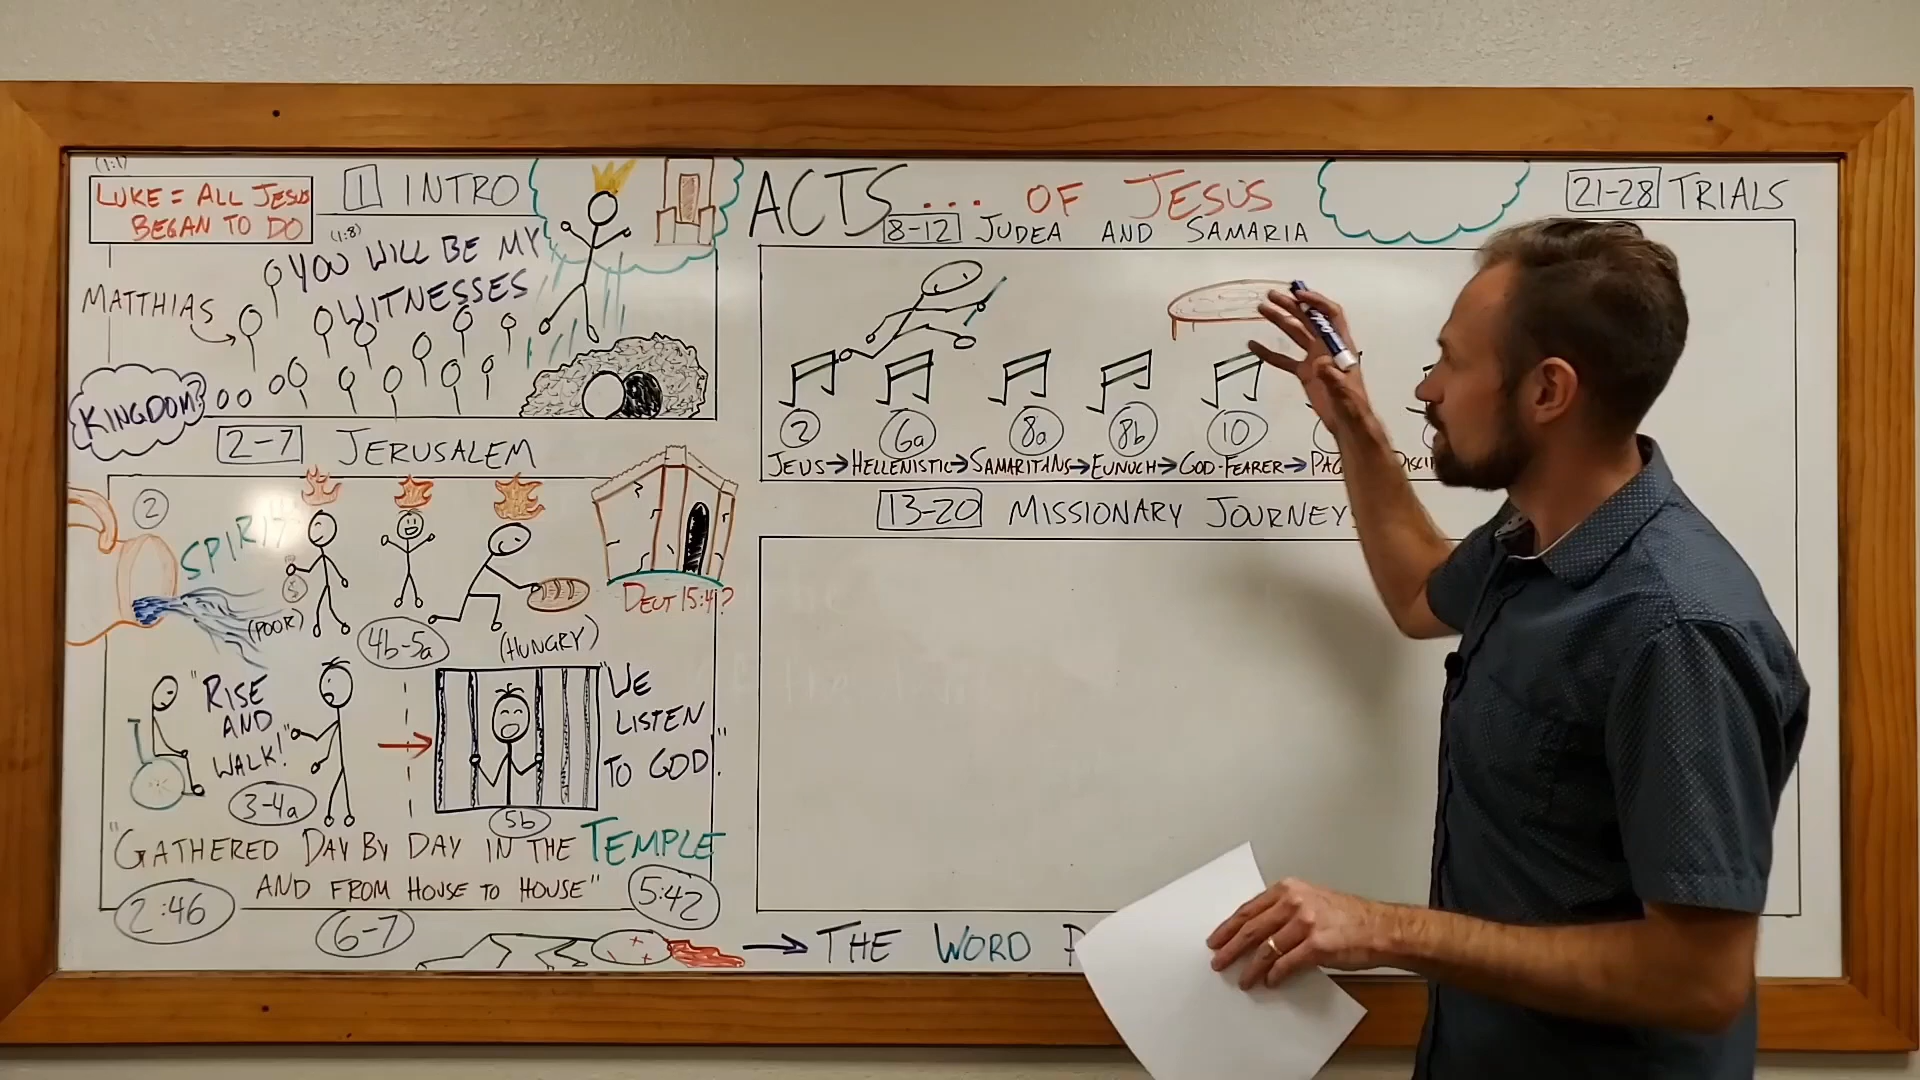 (1:1)
LUKE = ALL JESUS
BEGAN TO DO
1 INTRO
(1:8)
YOU WILL BE MY
WITNESSES
MATTHIAS
KINGDOM?
2-7 JERUSALEM
2
SPIRIT
$
(POOR)
4b-5a
(HUNGRY)
DEUT 15:4?
"RISE
AND
WALK!"
3-4a
5b
"WE
LISTEN
TO GOD."
"GATHERED DAY BY DAY IN THE TEMPLE
AND FROM HOUSE TO HOUSE"
2:46
5:42
6-7
ACTS... OF JESUS
8-12 JUDEA AND SAMARIA
2 6a 8a 8b 10
JEUS→HELLENISTIC→SAMARITANS→EUNUCH→GOD-FEARER→
13-20 MISSIONARY JOURNEYS
→ THE WORD
21-28 TRIALS